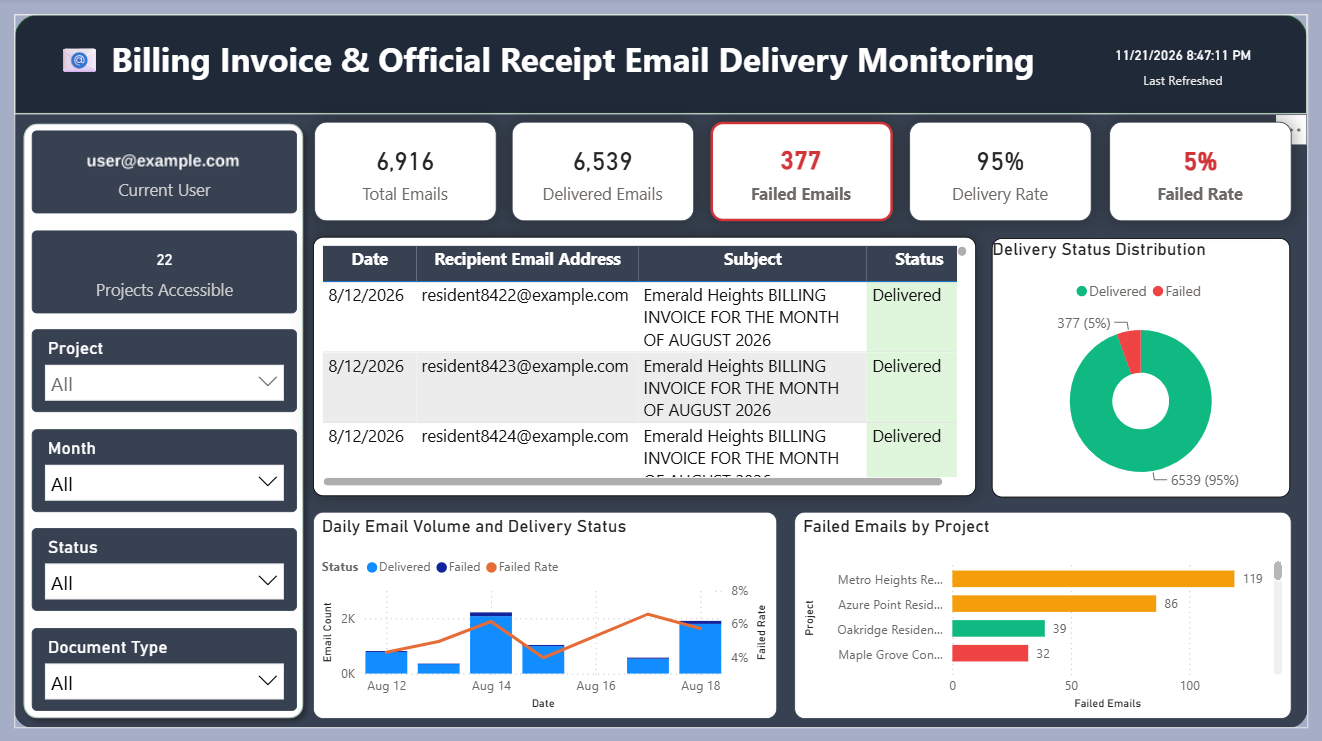 Billing Invoice & Official Receipt Email Delivery Monitoring
11/21/2026 8:47:11 PM
Last Refreshed
user@example.com
Current User
22
Projects Accessible
Project
All
Month
All
Status
All
Document Type
All
6,916
Total Emails
6,539
Delivered Emails
377
Failed Emails
95%
Delivery Rate
5%
Failed Rate
Date Recipient Email Address Subject Status
8/12/2026 resident8422@example.com Emerald Heights BILLING Delivered
INVOICE FOR THE MONTH
OF AUGUST 2026
8/12/2026 resident8423@example.com Emerald Heights BILLING Delivered
INVOICE FOR THE MONTH
OF AUGUST 2026
8/12/2026 resident8424@example.com Emerald Heights BILLING Delivered
INVOICE FOR THE MONTH
Delivery Status Distribution
Delivered Failed
377 (5%)
6539 (95%)
Daily Email Volume and Delivery Status
Status Delivered Failed Failed Rate
Email Count
2K
0K
8%
6%
4%
Failed Rate
Aug 12 Aug 14 Aug 16 Aug 18
Date
Failed Emails by Project
Project
Metro Heights Re... 119
Azure Point Resid... 86
Oakridge Residen... 39
Maple Grove Con... 32
0 50 100
Failed Emails